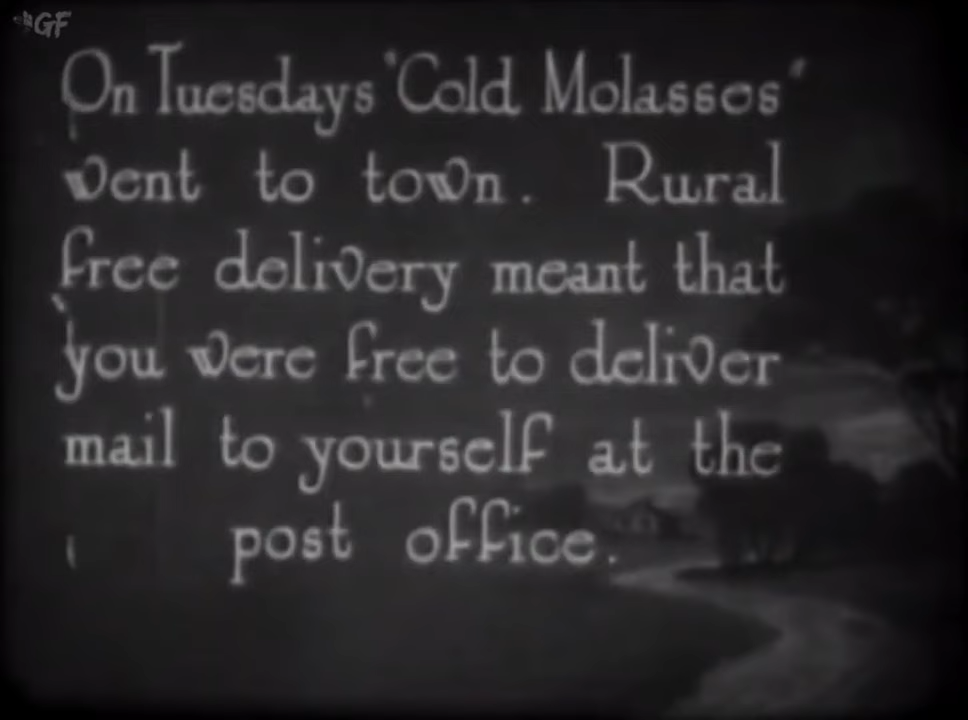 GF
On Tuesdays "Cold Molasses"
went to town. Rural
free delivery meant that
you were free to deliver
mail to yourself at the
post office.